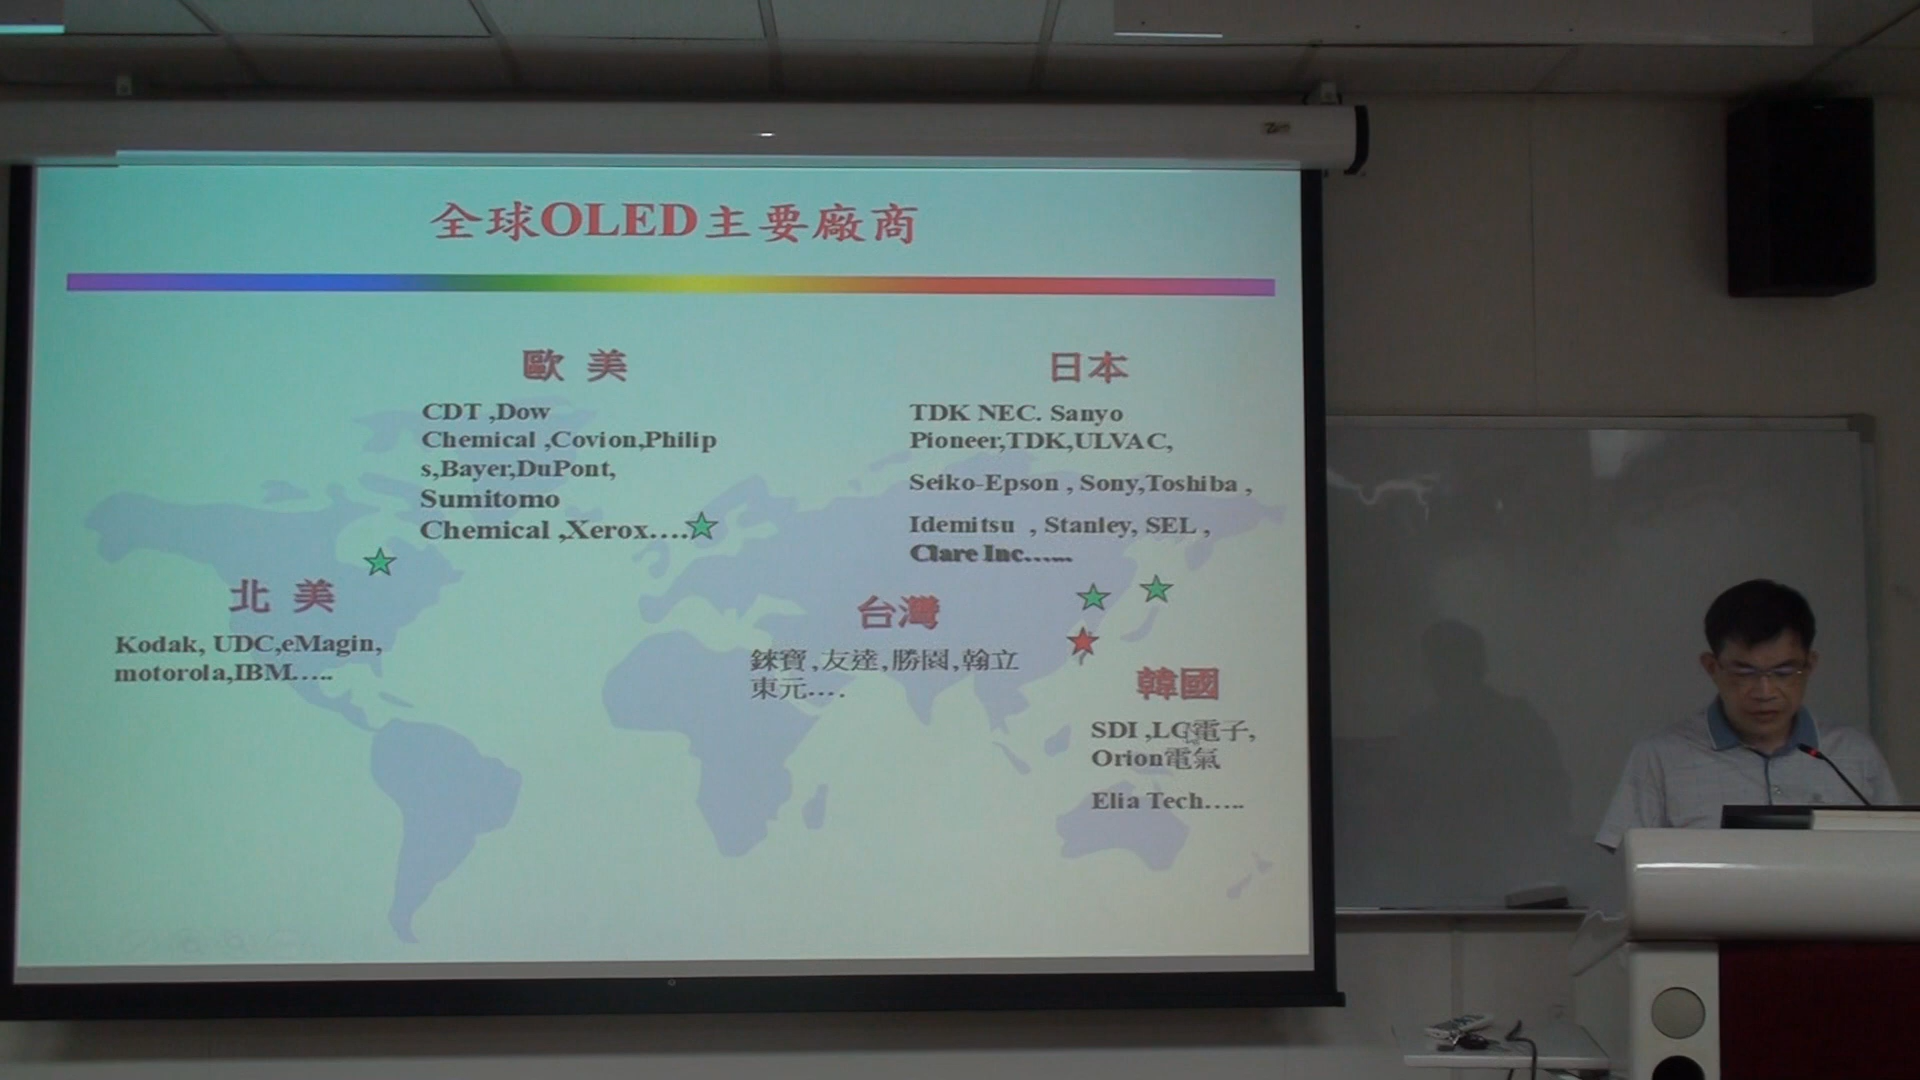 全球OLED主要廠商
歐 美
CDT ,Dow
Chemical ,Covion,Philip
s,Bayer,DuPont,
Sumitomo
Chemical ,Xerox….
日本
TDK NEC. Sanyo
Pioneer,TDK,ULVAC,
Seiko-Epson , Sony,Toshiba ,
Idemitsu , Stanley, SEL ,
Clare Inc......
北 美
Kodak, UDC,eMagin,
motorola,IBM…..
台灣
錸寶,友達,勝園,翰立
東元….
韓國
SDI ,LG電子,
Orion電氣
Elia Tech…..